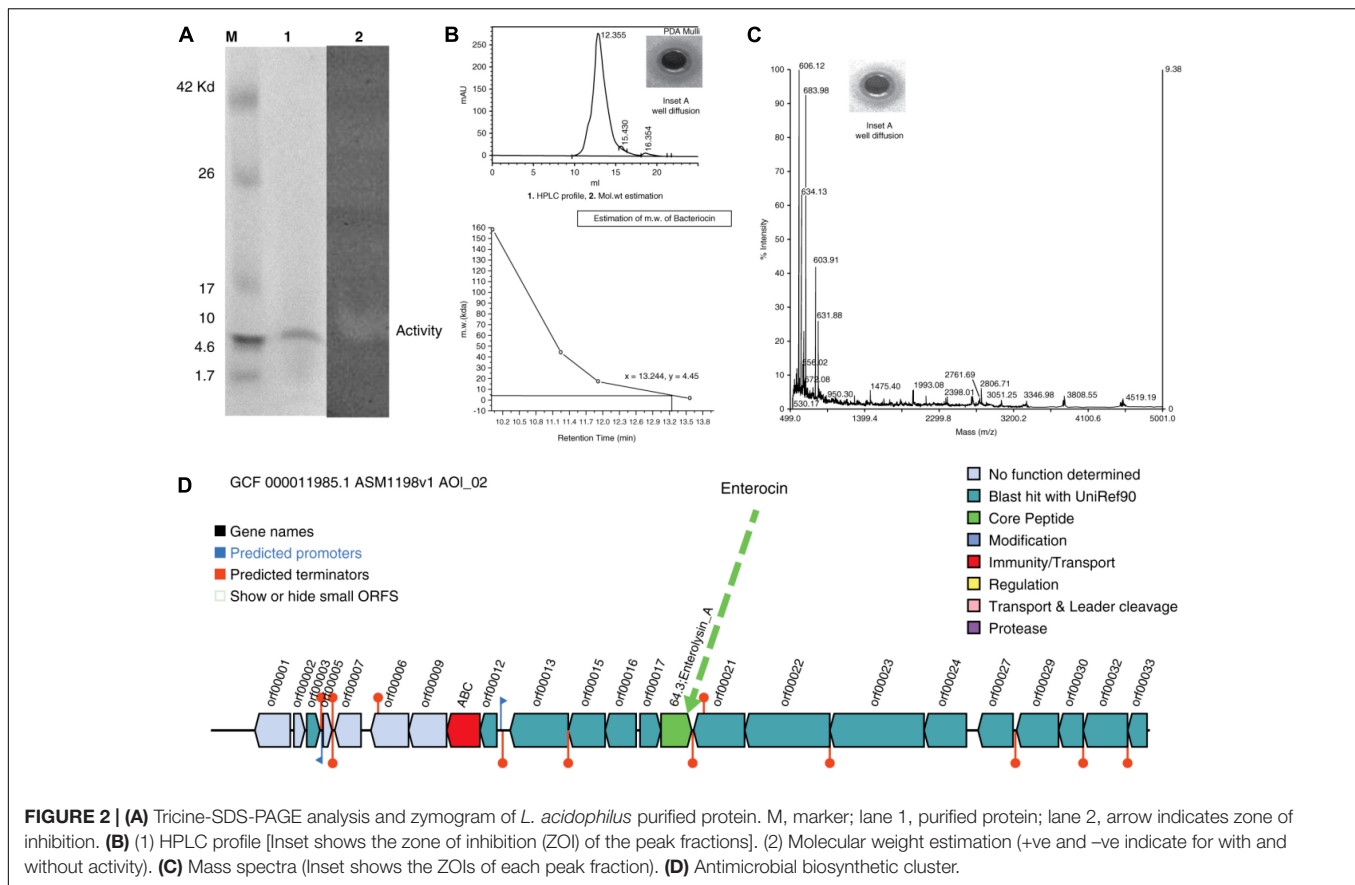 A
M 1 2
42 Kd
26
17
10
4.6
1.7
Activity
B
PDA Mulli
12.355
15.430
16.354
Inset A
well diffusion
mAU
250
200
150
100
50
0
0 5 10 15 20 25
ml
1. HPLC profile, 2. Mol.wt estimation
Estimation of m.w. of Bacteriocin
m.w.(kda)
160
150
140
130
120
110
100
90
80
70
60
50
40
30
20
10
0
-10
x = 13.244, y = 4.45
10.2 10.5 10.8 11.1 11.4 11.7 12.0 12.3 12.6 12.9 13.2 13.5 13.8
Retention Time (min)
C
9.38
606.12
683.98
634.13
603.91
631.88
556.02
672.08
530.17
950.30
1475.40
1993.08
2398.01
2761.69
2806.71
3051.25
3346.98
3808.55
4519.19
Inset A
well diffusion
% Intensity
100
90
80
70
60
50
40
30
20
10
0
0
499.0 1399.4 2299.8 3200.2 4100.6 5001.0
Mass (m/z)
D GCF 000011985.1 ASM1198v1 AOI_02
Gene names
Predicted promoters
Predicted terminators
Show or hide small ORFS
Enterocin
No function determined
Blast hit with UniRef90
Core Peptide
Modification
Immunity/Transport
Regulation
Transport & Leader cleavage
Protease
orf00001
orf00002
orf00003
orf00005
orf00007
orf00006
orf00009
ABC
orf00012
orf00013
orf00015
orf00016
orf00017
64.3;Enterolysin_A
orf00021
orf00022
orf00023
orf00024
orf00027
orf00029
orf00030
orf00032
orf00033
FIGURE 2 | (A) Tricine-SDS-PAGE analysis and zymogram of L. acidophilus purified protein. M, marker; lane 1, purified protein; lane 2, arrow indicates zone of
inhibition. (B) (1) HPLC profile [Inset shows the zone of inhibition (ZOI) of the peak fractions]. (2) Molecular weight estimation (+ve and –ve indicate for with and
without activity). (C) Mass spectra (Inset shows the ZOIs of each peak fraction). (D) Antimicrobial biosynthetic cluster.